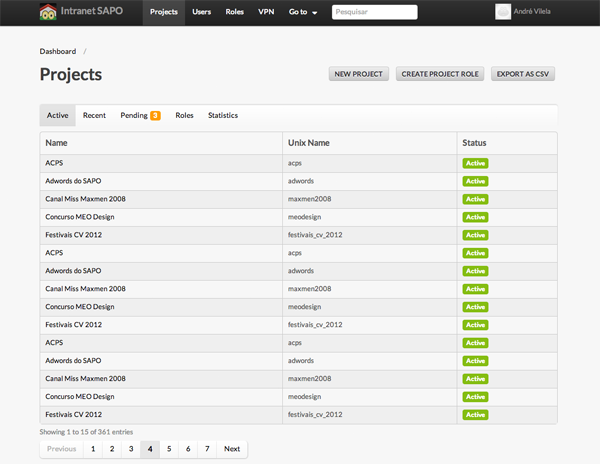 Intranet SAPO Projects Users Roles VPN Go to Pesquisar André Vilela
Dashboard /
Projects NEW PROJECT CREATE PROJECT ROLE EXPORT AS CSV
Active Recent Pending 3 Roles Statistics
Name Unix Name Status
ACPS acps Active
Adwords do SAPO adwords Active
Canal Miss Maxmen 2008 maxmen2008 Active
Concurso MEO Design meodesign Active
Festivais CV 2012 festivais_cv_2012 Active
ACPS acps Active
Adwords do SAPO adwords Active
Canal Miss Maxmen 2008 maxmen2008 Active
Concurso MEO Design meodesign Active
Festivais CV 2012 festivais_cv_2012 Active
ACPS acps Active
Adwords do SAPO adwords Active
Canal Miss Maxmen 2008 maxmen2008 Active
Concurso MEO Design meodesign Active
Festivais CV 2012 festivais_cv_2012 Active
Showing 1 to 15 of 361 entries
Previous 1 2 3 4 5 6 7 Next